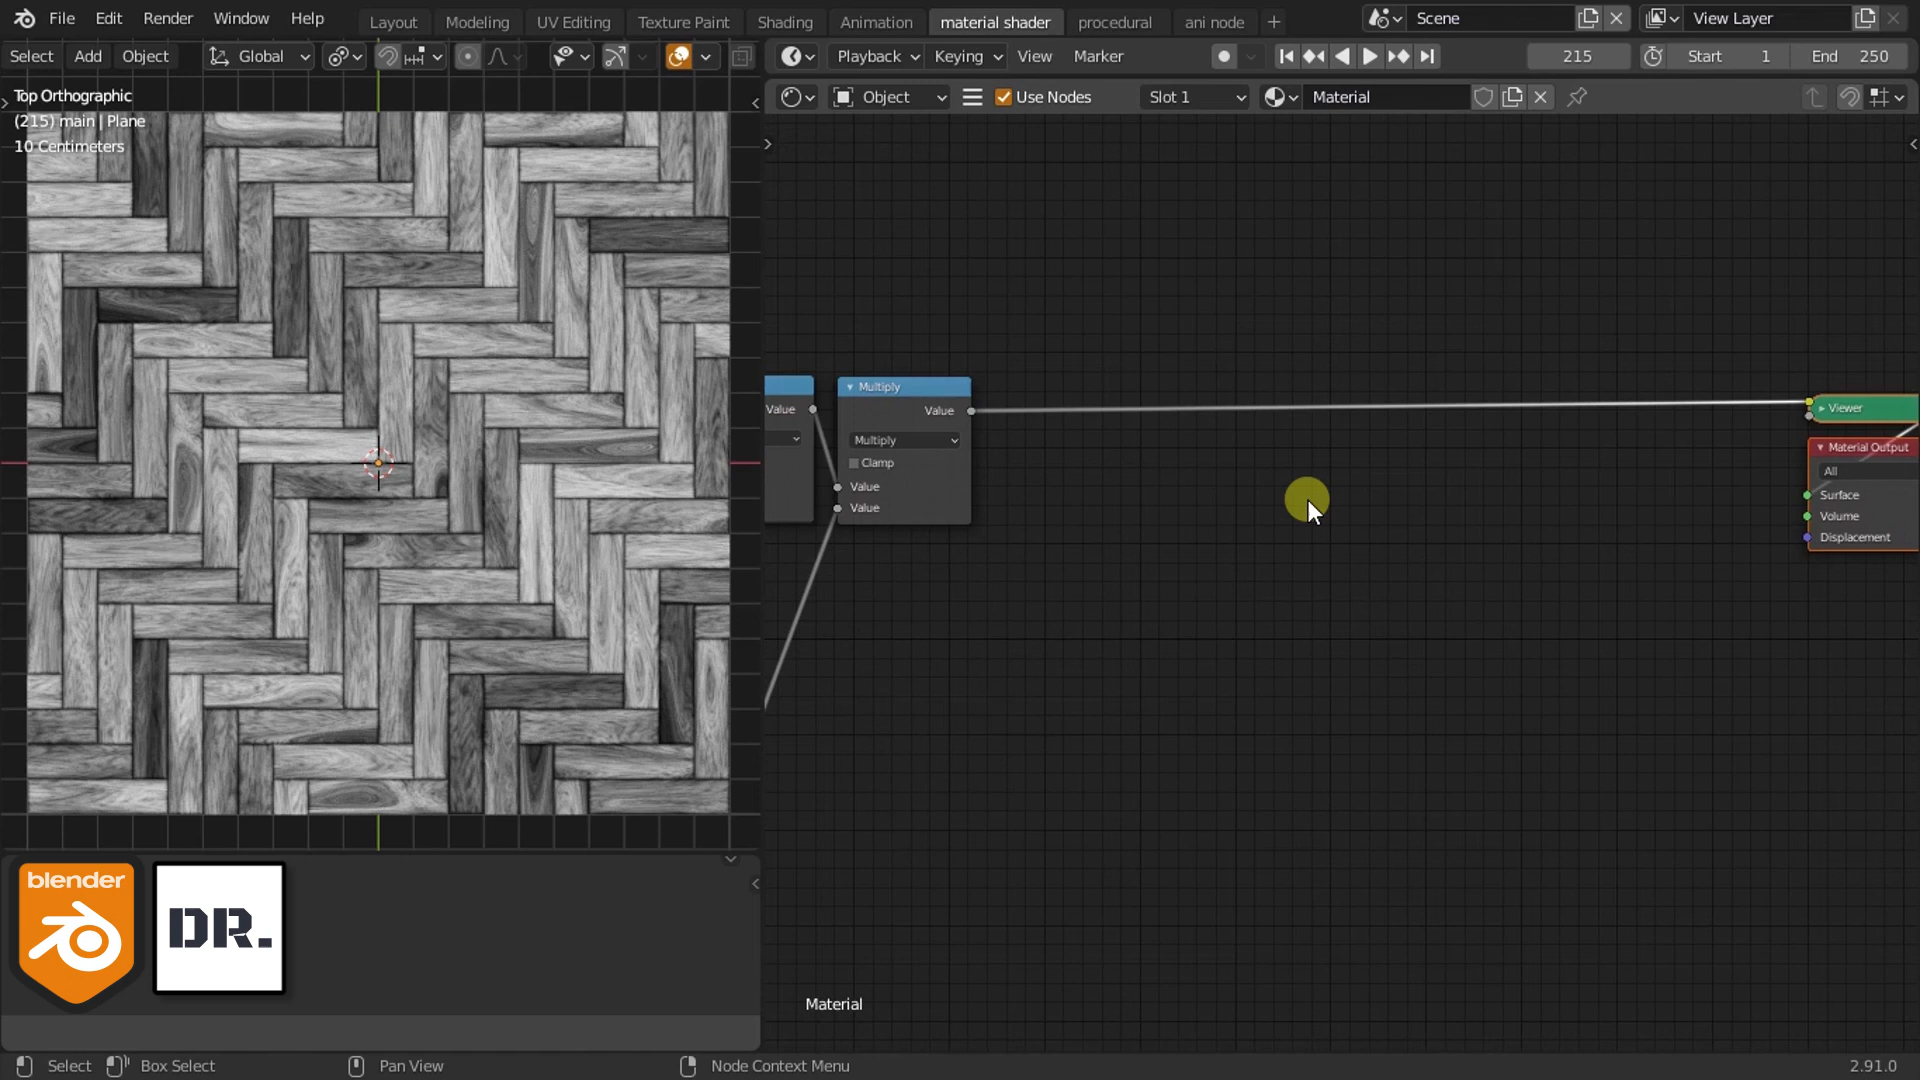 File Edit Render Window Help
Layout Modeling UV Editing Texture Paint Shading Animation material shader procedural ani node
Scene View Layer
Select Add Object Global
Playback Keying View Marker 215 Start 1 End 250
Object Use Nodes Slot 1 Material
Top Orthographic
(215) main | Plane
10 Centimeters
Value
Multiply
Value
Multiply
Clamp
Value
Value
Viewer
Material Output
All
Surface
Volume
Displacement
blender
DR.
Material
Select Box Select Pan View Node Context Menu 2.91.0